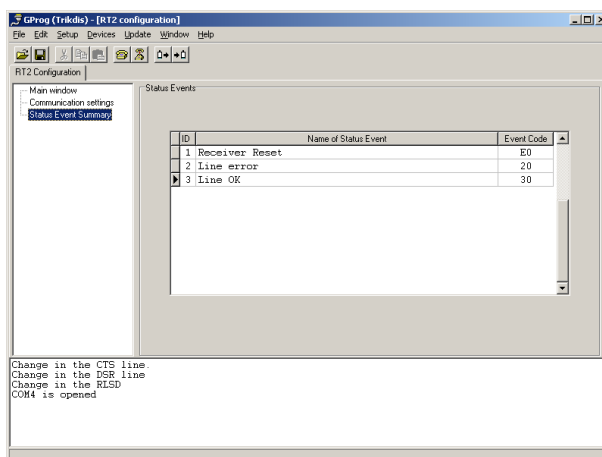 GProg (Trikdis) - [RT2 configuration]
File Edit Setup Devices Update Window Help
RT2 Configuration
Main window
Communication settings
Status Event Summary
Status Events
ID Name of Status Event Event Code
1 Receiver Reset E0
2 Line error 20
3 Line OK 30
Change in the CTS line.
Change in the DSR line
Change in the RLSD
COM4 is opened